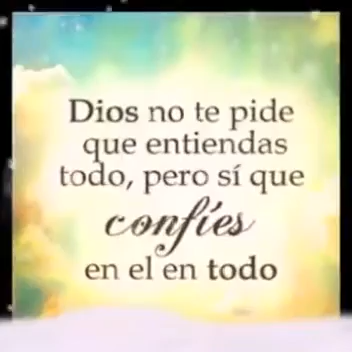 Dios no te pide
que entiendas
todo, pero sí que
confíes
en el en todo